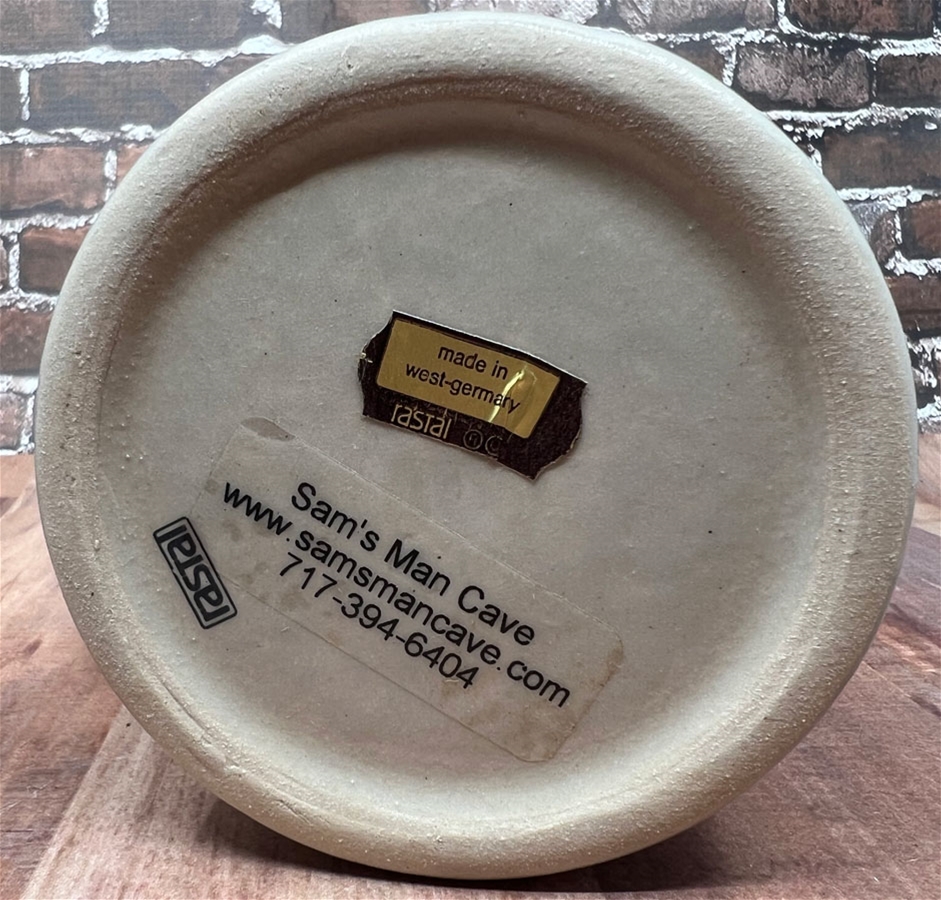 made in
west-germany
rastal
Sam's Man Cave
www.samsmancave.com
717-394-6404
rastal